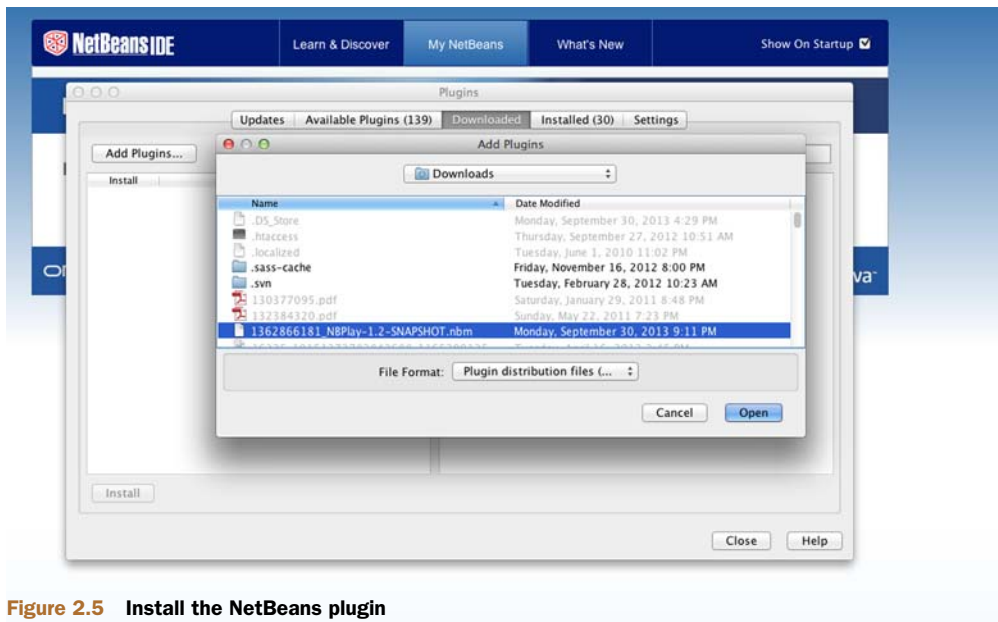 NetBeans IDE
Learn & Discover
My NetBeans
What's New
Show On Startup
Plugins
Updates
Available Plugins (139)
Downloaded
Installed (30)
Settings
Add Plugins...
Install
Add Plugins
Downloads
Name
Date Modified
.DS_Store Monday, September 30, 2013 4:29 PM
.htaccess Thursday, September 27, 2012 10:51 AM
.localized Tuesday, June 1, 2010 11:02 PM
.sass-cache Friday, November 16, 2012 8:00 PM
.svn Tuesday, February 28, 2012 10:23 AM
130377095.pdf Saturday, January 29, 2011 8:48 PM
132384320.pdf Sunday, May 22, 2011 7:23 PM
1362866181_NBPlay-1.2-SNAPSHOT.nbm Monday, September 30, 2013 9:11 PM
File Format: Plugin distribution files (...
Cancel
Open
Install
Close
Help
Figure 2.5 Install the NetBeans plugin